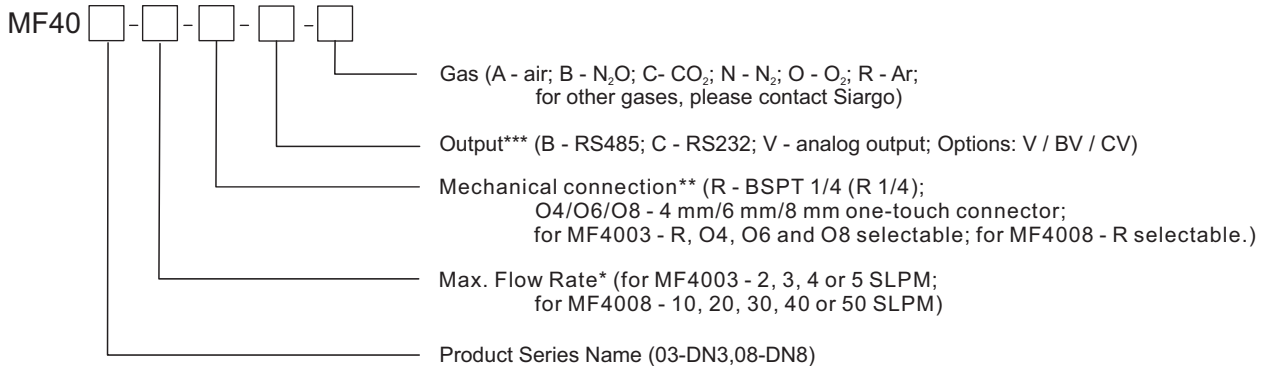 MF40 - - - -
Gas (A - air; B - N₂O; C- CO₂; N - N₂; O - O₂; R - Ar;
for other gases, please contact Siargo)
Output*** (B - RS485; C - RS232; V - analog output; Options: V / BV / CV)
Mechanical connection** (R - BSPT 1/4 (R 1/4);
O4/O6/O8 - 4 mm/6 mm/8 mm one-touch connector;
for MF4003 - R, O4, O6 and O8 selectable; for MF4008 - R selectable.)
Max. Flow Rate* (for MF4003 - 2, 3, 4 or 5 SLPM;
for MF4008 - 10, 20, 30, 40 or 50 SLPM)
Product Series Name (03-DN3,08-DN8)